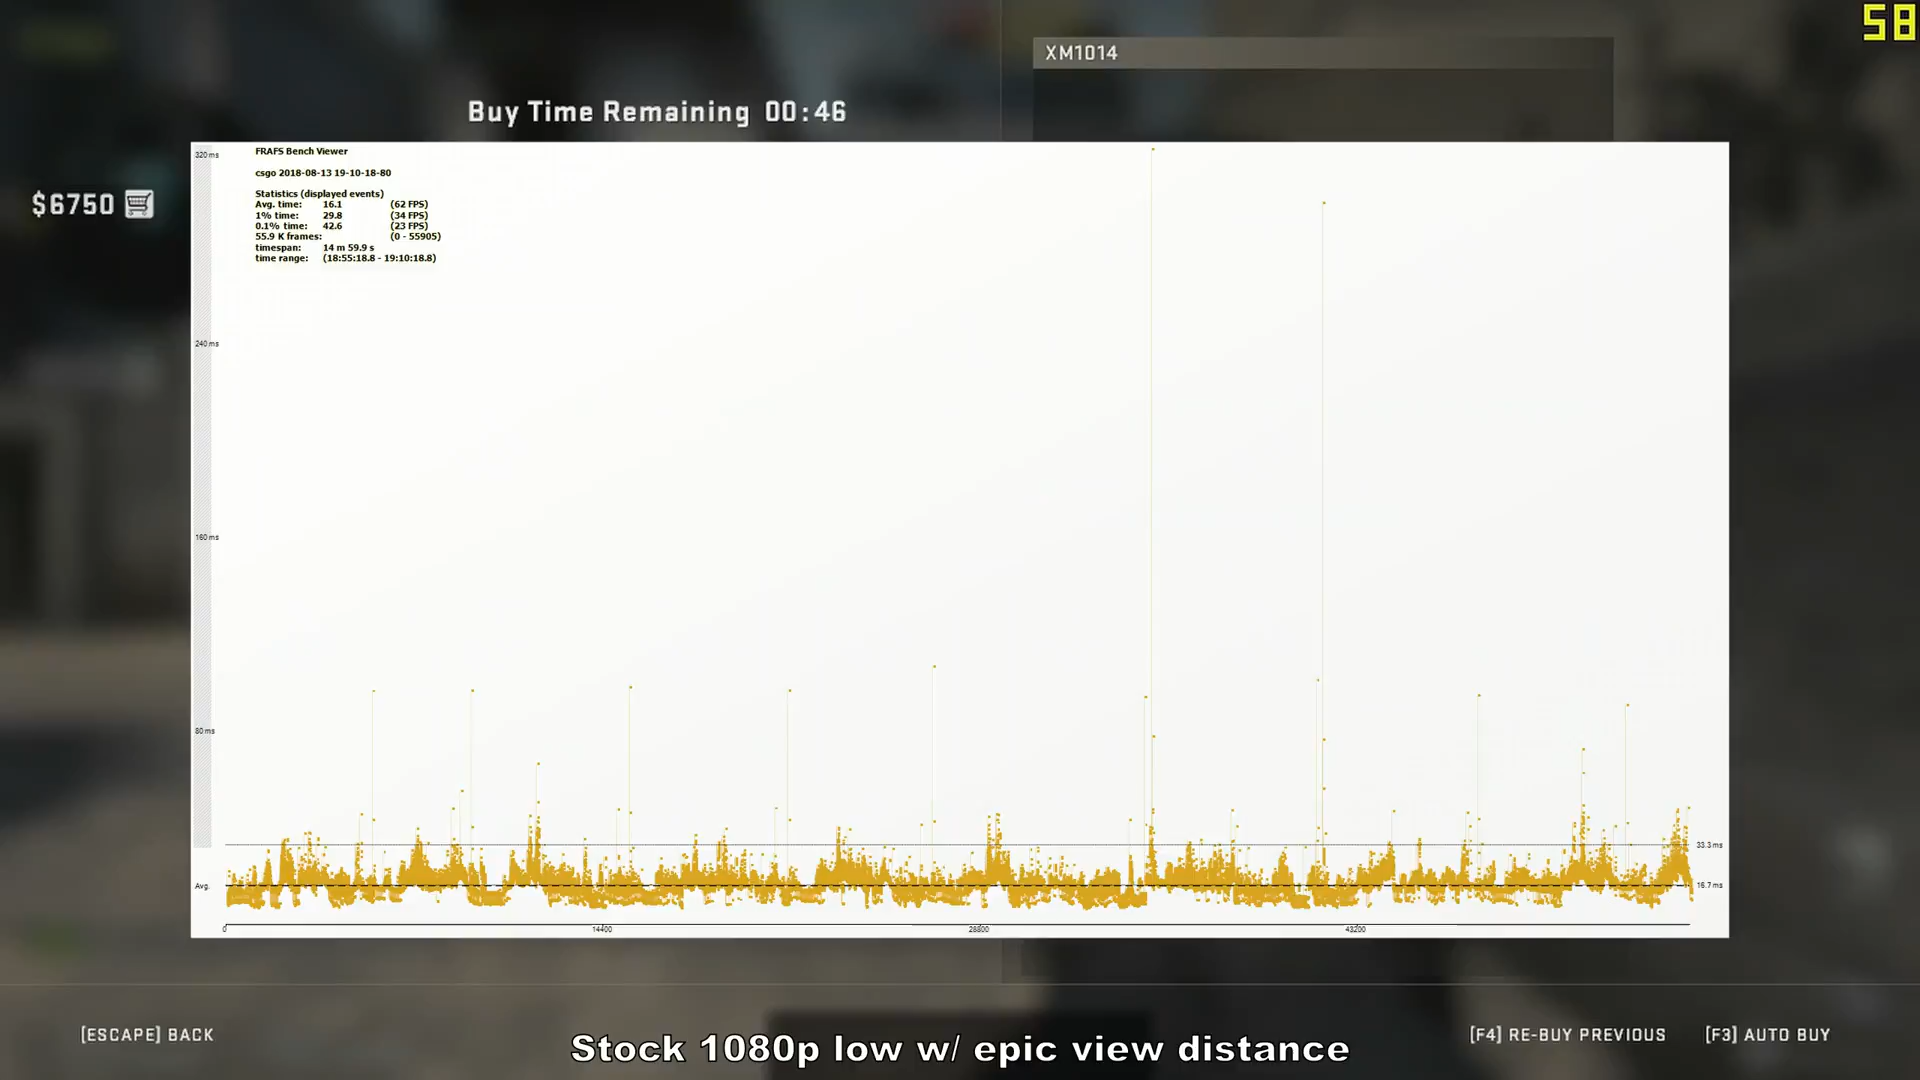 58
XM1014
Buy Time Remaining 00:46
$6750
FRAFS Bench Viewer
csgo 2018-08-13 19-10-18-80
Statistics (displayed events)
Avg. time: 16.1 (62 FPS)
1% time: 29.8 (34 FPS)
0.1% time: 42.6 (23 FPS)
55.9 K frames: (0 - 55905)
timespan: 14 m 59.9 s
time range: (18:55:18.8 - 19:10:18.8)
320 ms
240 ms
160 ms
80 ms
33.3 ms
Avg.
16.7 ms
0 14400 28800 43200
[ESCAPE] BACK
[F4] RE-BUY PREVIOUS [F3] AUTO BUY
Stock 1080p low w/ epic view distance